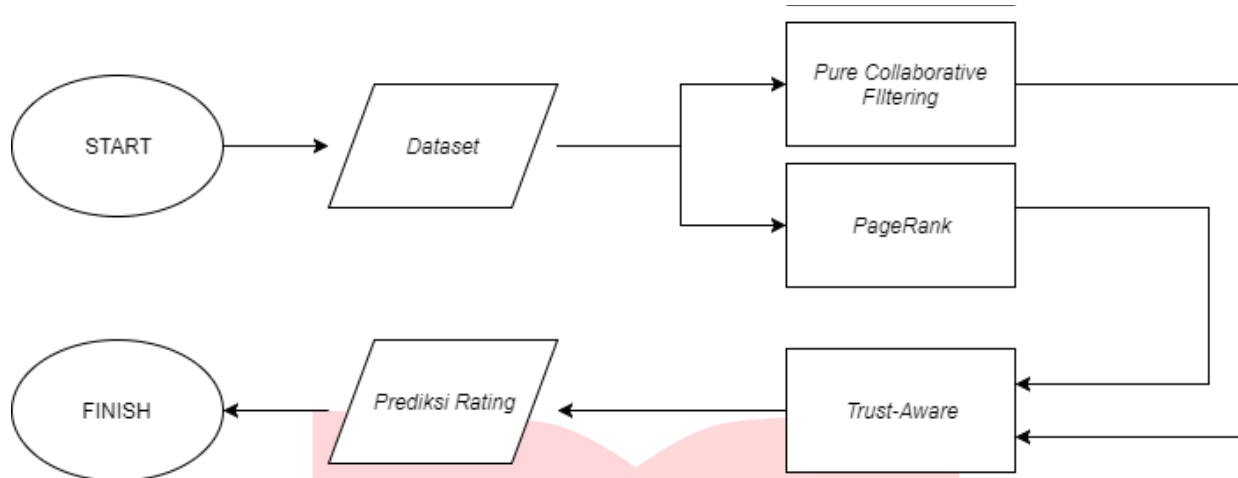 START
Dataset
Pure Collaborative
FIltering
PageRank
FINISH
Prediksi Rating
Trust-Aware